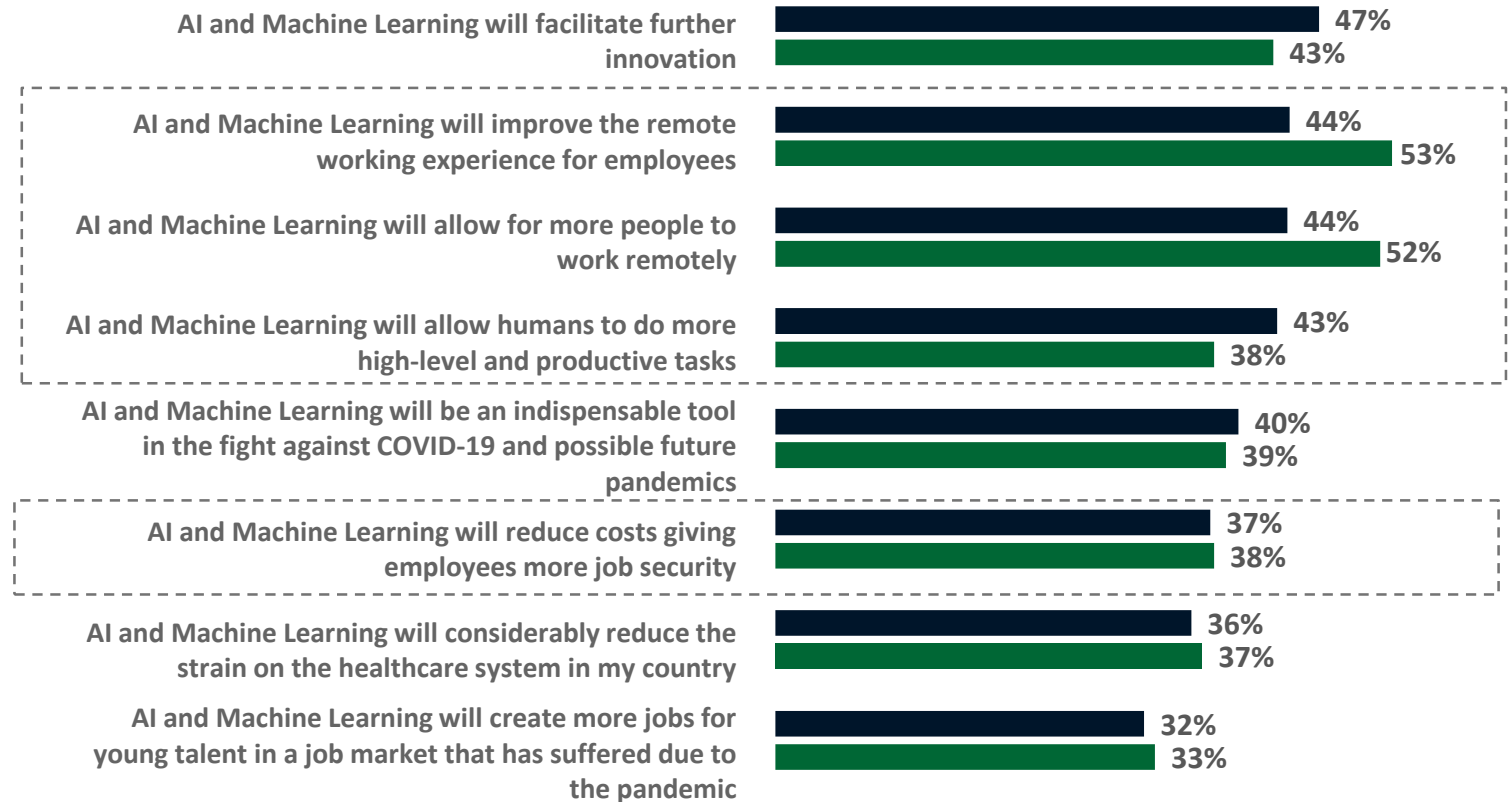 AI and Machine Learning will facilitate further
innovation
47%
43%
AI and Machine Learning will improve the remote
working experience for employees
44%
53%
AI and Machine Learning will allow for more people to
work remotely
44%
52%
AI and Machine Learning will allow humans to do more
high-level and productive tasks
43%
38%
AI and Machine Learning will be an indispensable tool
in the fight against COVID-19 and possible future
pandemics
40%
39%
AI and Machine Learning will reduce costs giving
employees more job security
37%
38%
AI and Machine Learning will considerably reduce the
strain on the healthcare system in my country
36%
37%
AI and Machine Learning will create more jobs for
young talent in a job market that has suffered due to
the pandemic
32%
33%